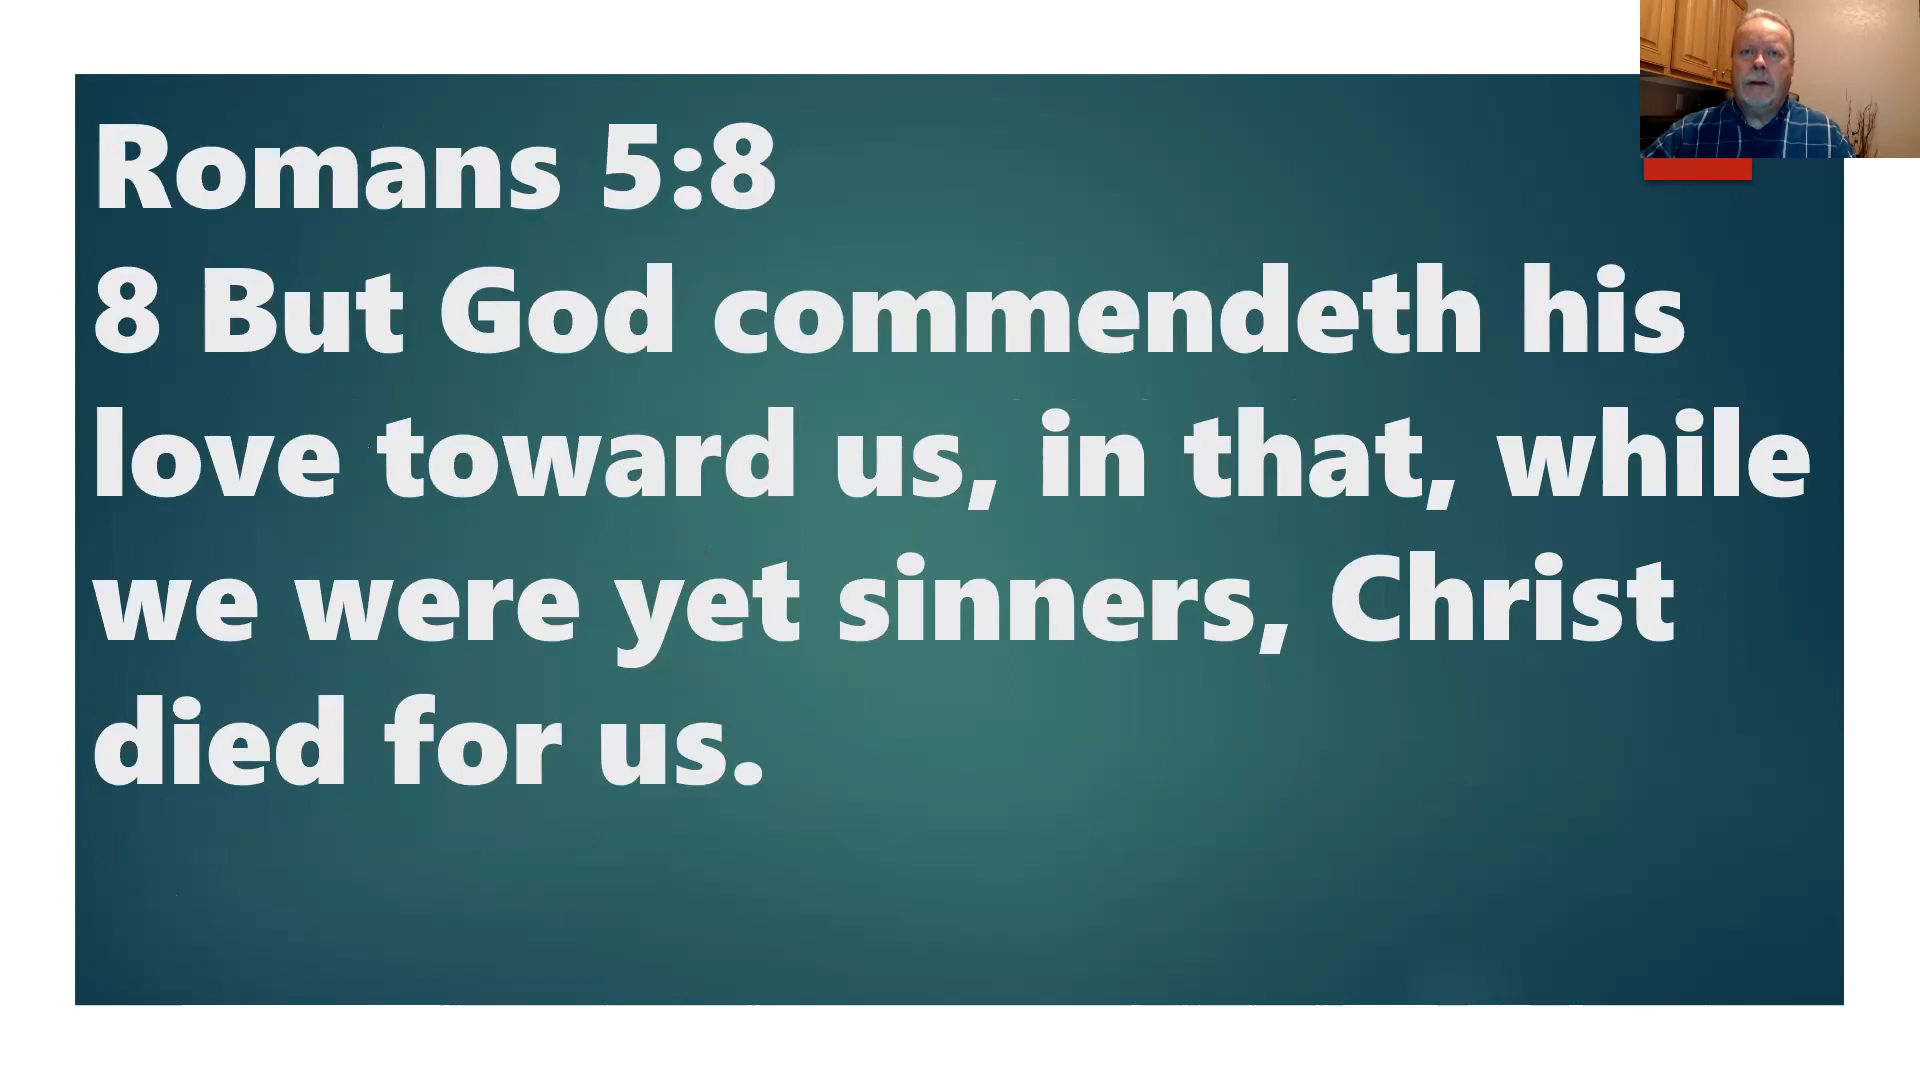 Romans 5:8
8 But God commendeth his
love toward us, in that, while
we were yet sinners, Christ
died for us.